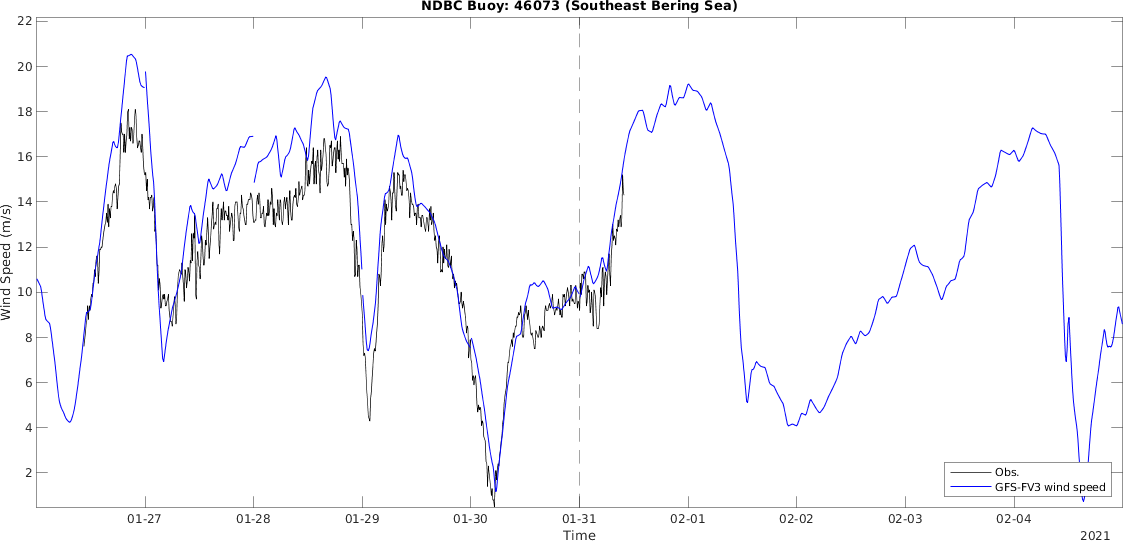 NDBC Buoy: 46073 (Southeast Bering Sea)
22
20
18
16
14
12
10
8
6
4
2
Wind Speed (m/s)
Obs.
GFS-FV3 wind speed
01-27 01-28 01-29 01-30 01-31 02-01 02-02 02-03 02-04
Time
2021